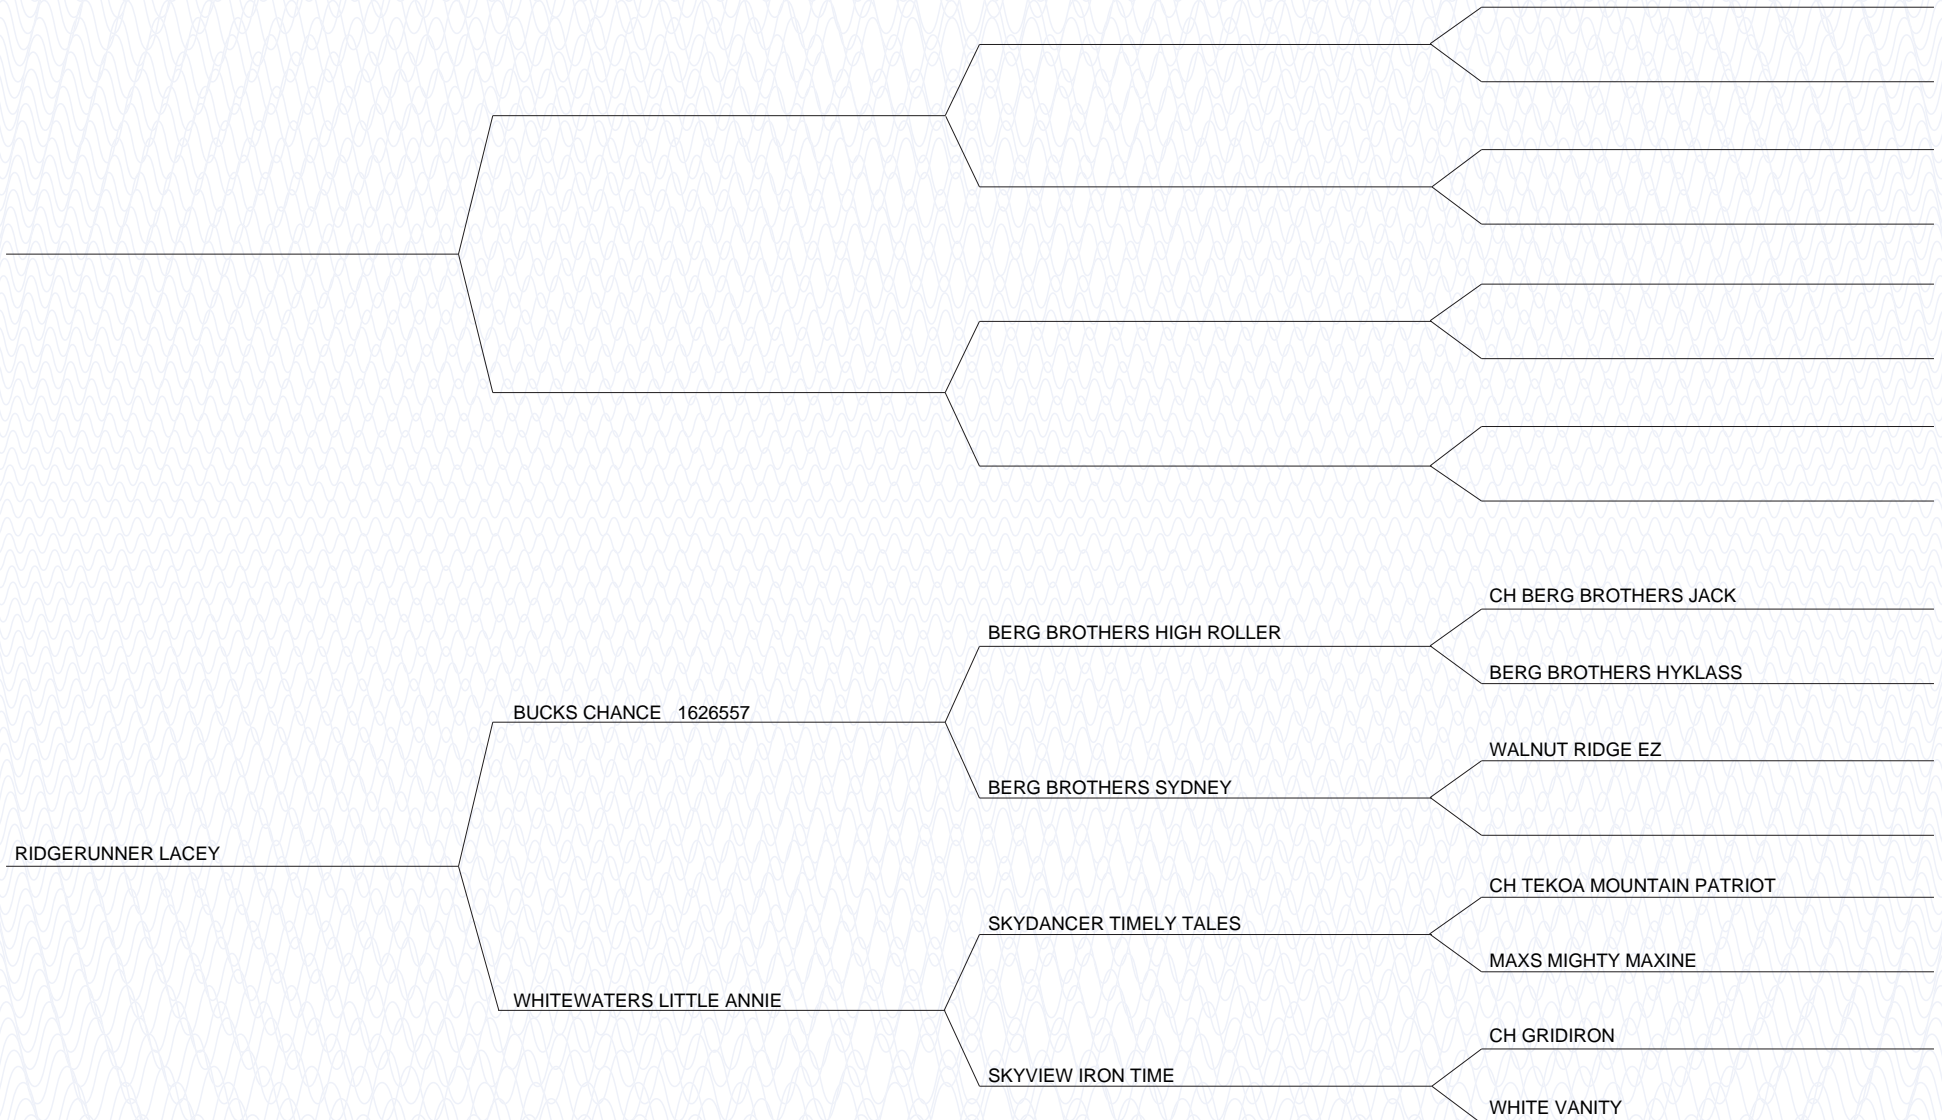 CH BERG BROTHERS JACK
BERG BROTHERS HIGH ROLLER
BERG BROTHERS HYKLASS
BUCKS CHANCE 1626557
WALNUT RIDGE EZ
BERG BROTHERS SYDNEY
RIDGERUNNER LACEY
CH TEKOA MOUNTAIN PATRIOT
SKYDANCER TIMELY TALES
MAXS MIGHTY MAXINE
WHITEWATERS LITTLE ANNIE
CH GRIDIRON
SKYVIEW IRON TIME
WHITE VANITY